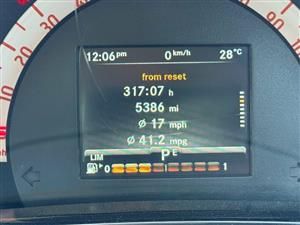 12:06pm 0 km/h 28°C
from reset
317:07 h
5386 mi
Ø 17 mph
Ø 41.2 mpg
LIM P E
0 1